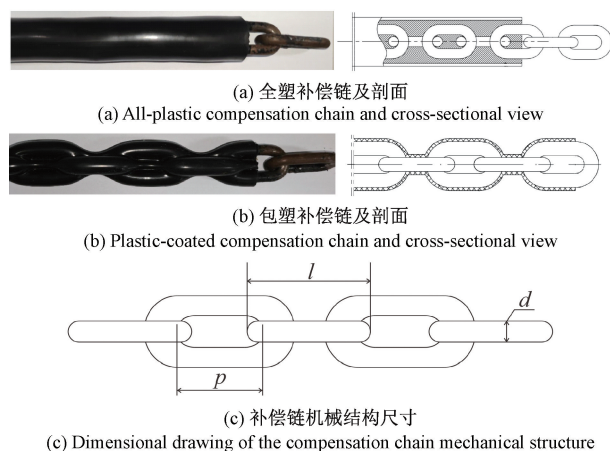 (a) 全塑补偿链及剖面
(a) All-plastic compensation chain and cross-sectional view
(b) 包塑补偿链及剖面
(b) Plastic-coated compensation chain and cross-sectional view
l
d
p
(c) 补偿链机械结构尺寸
(c) Dimensional drawing of the compensation chain mechanical structure